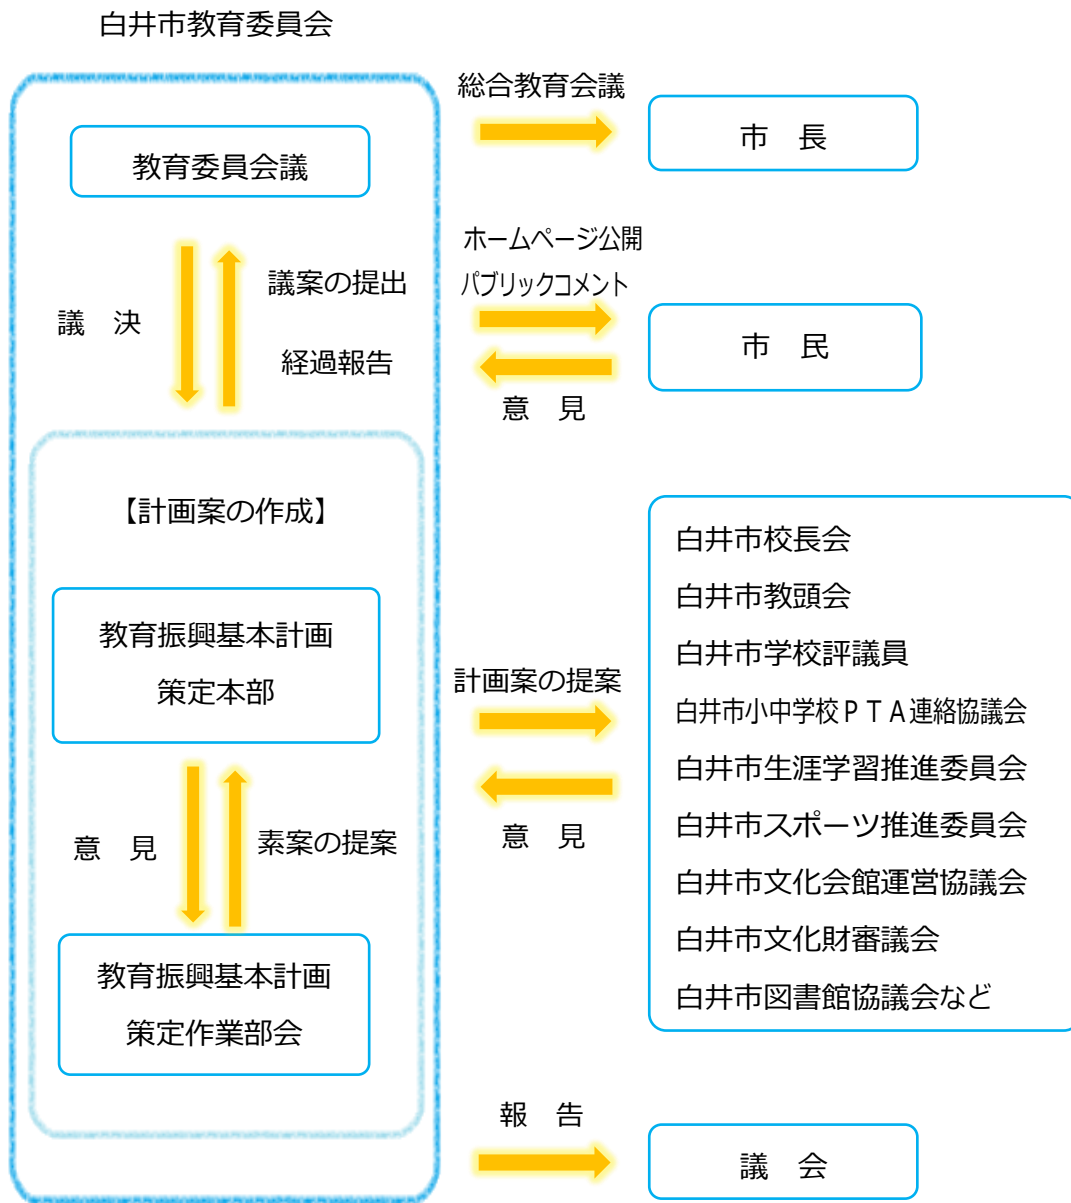 白井市教育委員会
総合教育会議
市　長
教育委員会議
ホームページ公開
パブリックコメント
議案の提出
議　決
経過報告
市　民
意　見
【計画案の作成】
教育振興基本計画
策定本部
計画案の提案
意　見
白井市校長会
白井市教頭会
白井市学校評議員
白井市小中学校ＰＴＡ連絡協議会
白井市生涯学習推進委員会
白井市スポーツ推進委員会
白井市文化会館運営協議会
白井市文化財審議会
白井市図書館協議会など
意　見
素案の提案
教育振興基本計画
策定作業部会
報　告
議　会